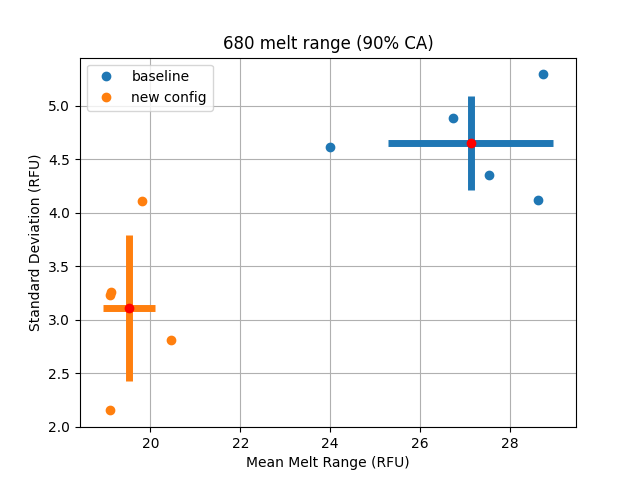 680 melt range (90% CA)
baseline
new config
5.0
4.5
4.0
3.5
3.0
2.5
2.0
Standard Deviation (RFU)
20
22
24
26
28
Mean Melt Range (RFU)